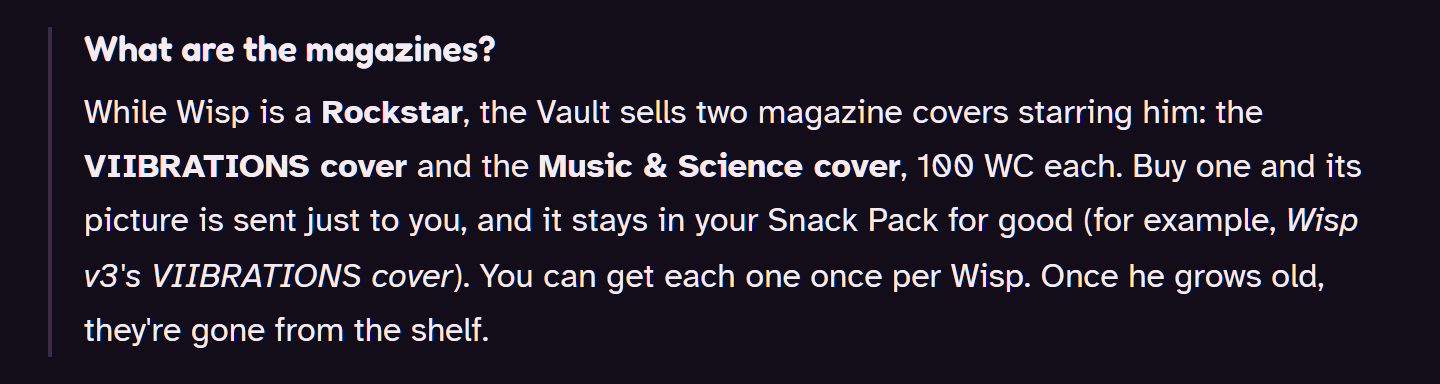 What are the magazines?
While Wisp is a Rockstar, the Vault sells two magazine covers starring him: the
VIIBRATIONS cover and the Music & Science cover, 100 WC each. Buy one and its
picture is sent just to you, and it stays in your Snack Pack for good (for example, Wisp
v3's VIIBRATIONS cover). You can get each one once per Wisp. Once he grows old,
they're gone from the shelf.